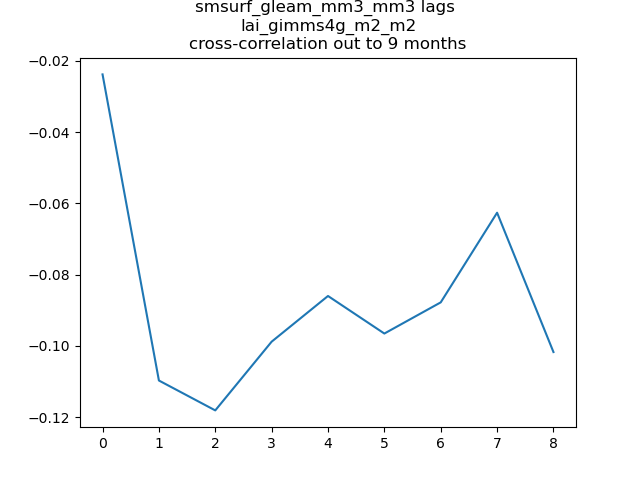 smsurf_gleam_mm3_mm3 lags
lai_gimms4g_m2_m2
cross-correlation out to 9 months
−0.02
−0.04
−0.06
−0.08
−0.10
−0.12
0 1 2 3 4 5 6 7 8